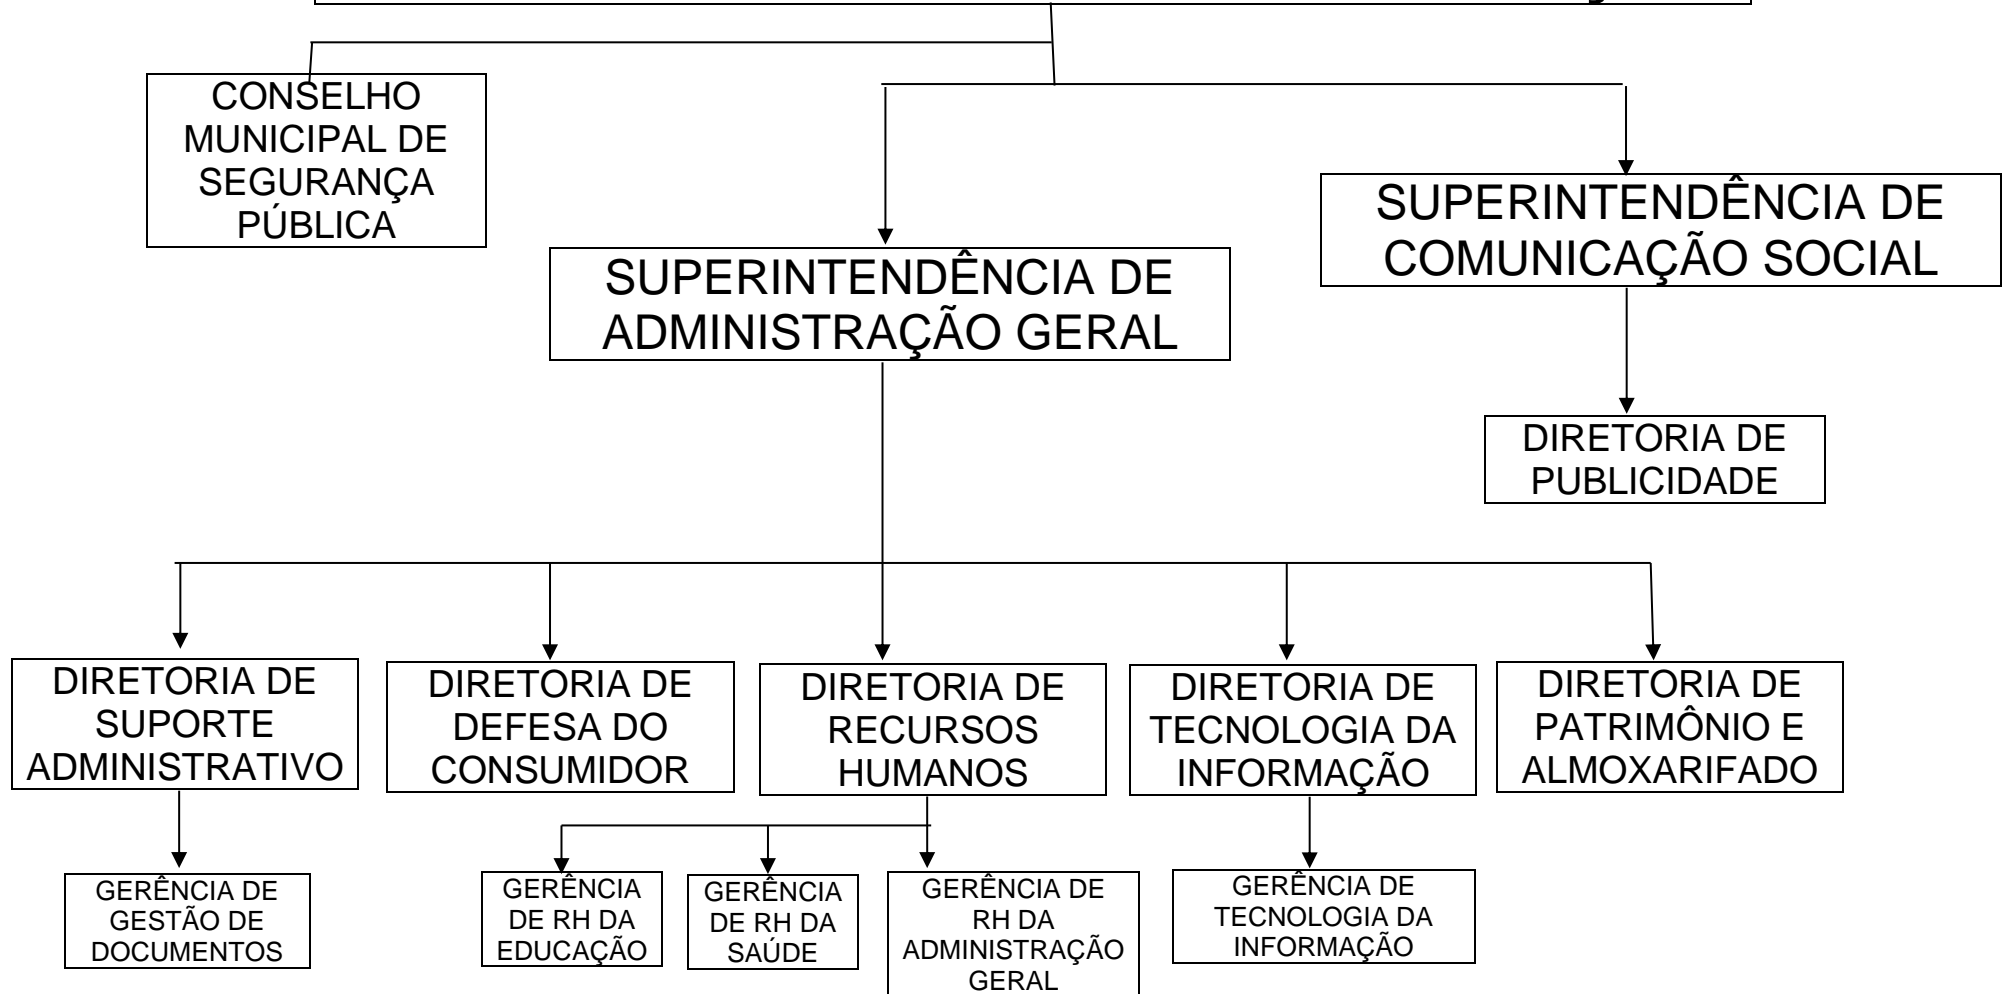 CONSELHO
MUNICIPAL DE
SEGURANÇA
PÚBLICA
SUPERINTENDÊNCIA DE
COMUNICAÇÃO SOCIAL
SUPERINTENDÊNCIA DE
ADMINISTRAÇÃO GERAL
DIRETORIA DE
PUBLICIDADE
DIRETORIA DE
SUPORTE
ADMINISTRATIVO
DIRETORIA DE
DEFESA DO
CONSUMIDOR
DIRETORIA DE
RECURSOS
HUMANOS
DIRETORIA DE
TECNOLOGIA DA
INFORMAÇÃO
DIRETORIA DE
PATRIMÔNIO E
ALMOXARIFADO
GERÊNCIA DE
GESTÃO DE
DOCUMENTOS
GERÊNCIA
DE RH DA
EDUCAÇÃO
GERÊNCIA
DE RH DA
SAÚDE
GERÊNCIA DE
RH DA
ADMINISTRAÇÃO
GERAL
GERÊNCIA DE
TECNOLOGIA DA
INFORMAÇÃO